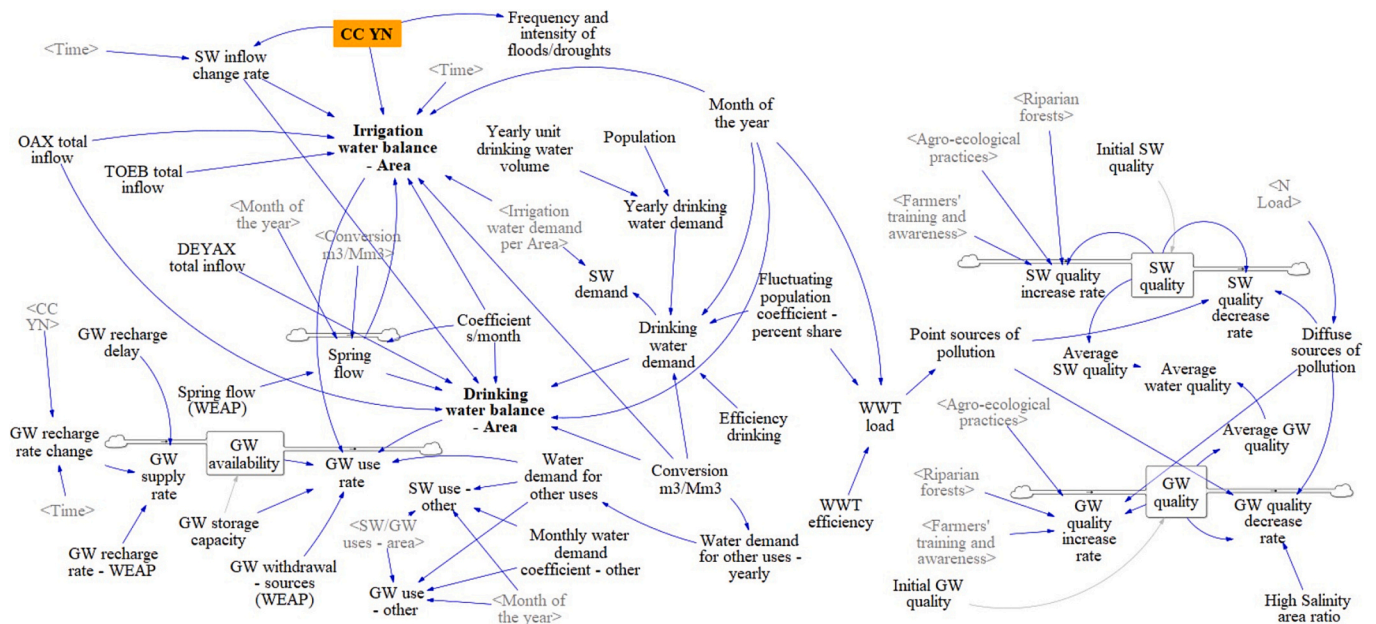 CC YN
Frequency and
intensity of
floods/droughts
<Time>
SW inflow
change rate
<Time>
Month of
the year
OAX total
inflow
Irrigation
water balance
- Area
TOEB total
inflow
Yearly unit
drinking water
volume
Population
<Month of
the year>
<Conversion
m3/Mm3>
<Irrigation
water demand
per Area>
Yearly drinking
water demand
DEYAX
total inflow
SW
demand
Fluctuating
population
coefficient -
percent share
<CC
YN>
GW recharge
delay
Coefficient
s/month
Drinking
water
demand
Spring
flow
Spring flow
(WEAP)
Drinking
water balance
- Area
Efficiency
drinking
WWT
load
GW recharge
rate change
GW
supply
rate
GW
availability
GW use
rate
Water
demand for
other uses
Conversion
m3/Mm3
<Time>
GW storage
capacity
SW use -
other
<SW/GW
uses - area>
Monthly water
demand
coefficient - other
Water demand
for other uses -
yearly
WWT
efficiency
GW recharge
rate - WEAP
GW withdrawal
- sources
(WEAP)
GW use
- other
<Month of
the year>
<Riparian
forests>
<Agro-ecological
practices>
Initial SW
quality
<N
Load>
<Farmers'
training and
awareness>
SW quality
increase rate
SW
quality
SW
quality
decrease
rate
Point sources of
pollution
Diffuse
sources of
pollution
Average
SW quality
Average
water quality
<Agro-ecological
practices>
Average GW
quality
<Riparian
forests>
GW
quality
<Farmers'
training and
awareness>
GW
quality
increase
rate
GW quality
decrease
rate
Initial GW
quality
High Salinity
area ratio